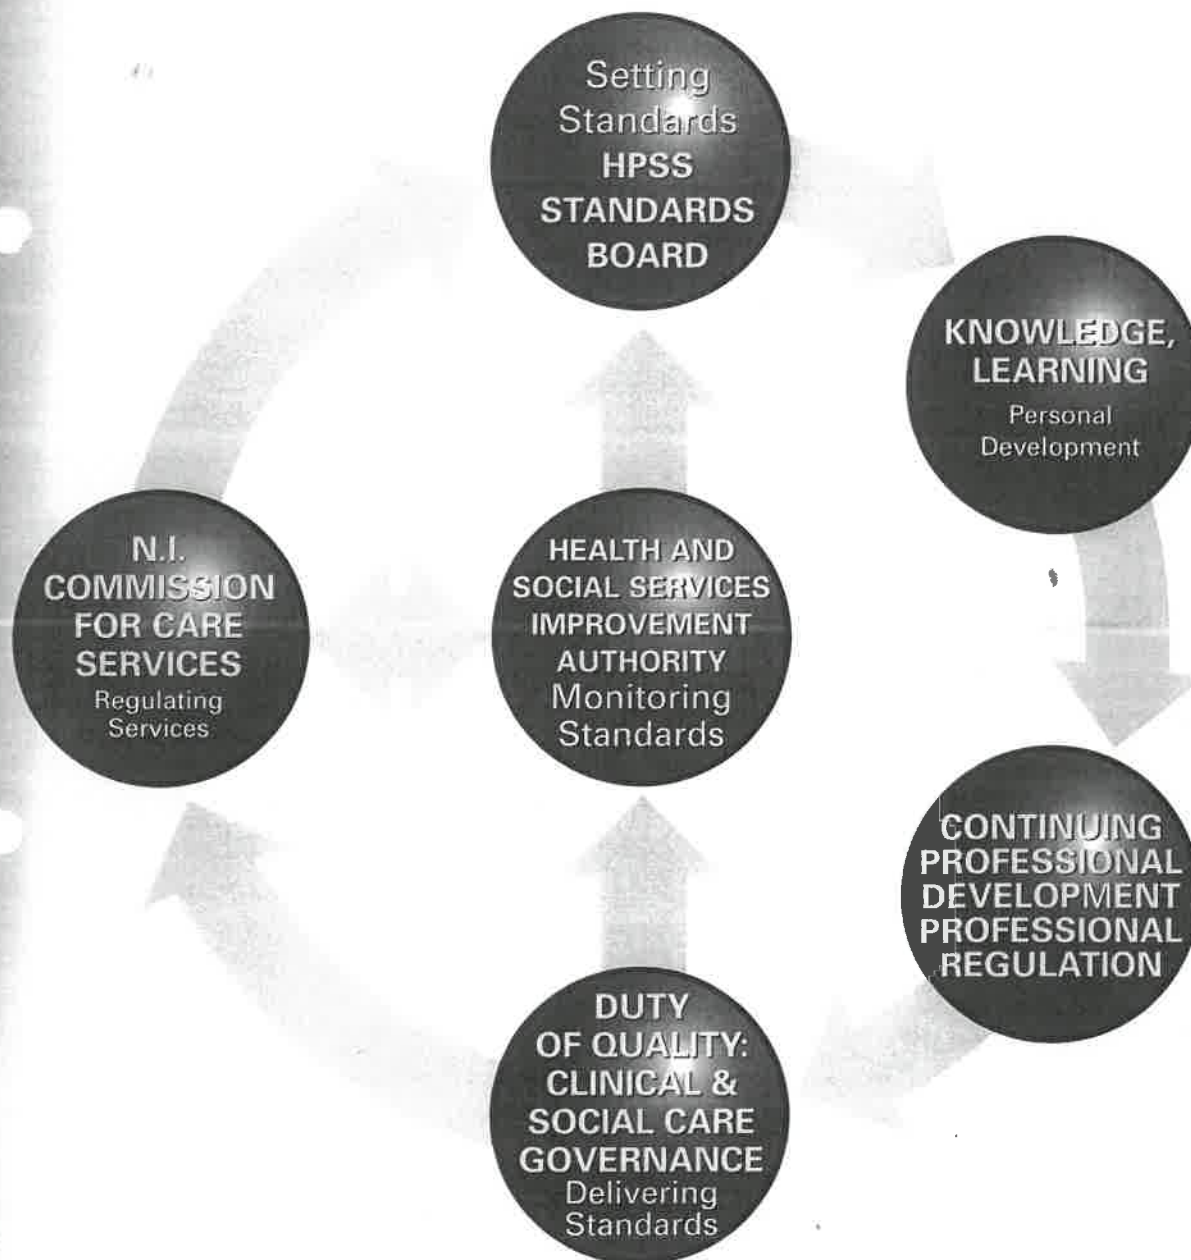 Setting
Standards
HPSS
STANDARDS
BOARD
KNOWLEDGE,
LEARNING
Personal
Development
N.I.
COMMISSION
FOR CARE
SERVICES
Regulating
Services
HEALTH AND
SOCIAL SERVICES
IMPROVEMENT
AUTHORITY
Monitoring
Standards
CONTINUING
PROFESSIONAL
DEVELOPMENT
PROFESSIONAL
REGULATION
DUTY
OF QUALITY:
CLINICAL &
SOCIAL CARE
GOVERNANCE
Delivering
Standards